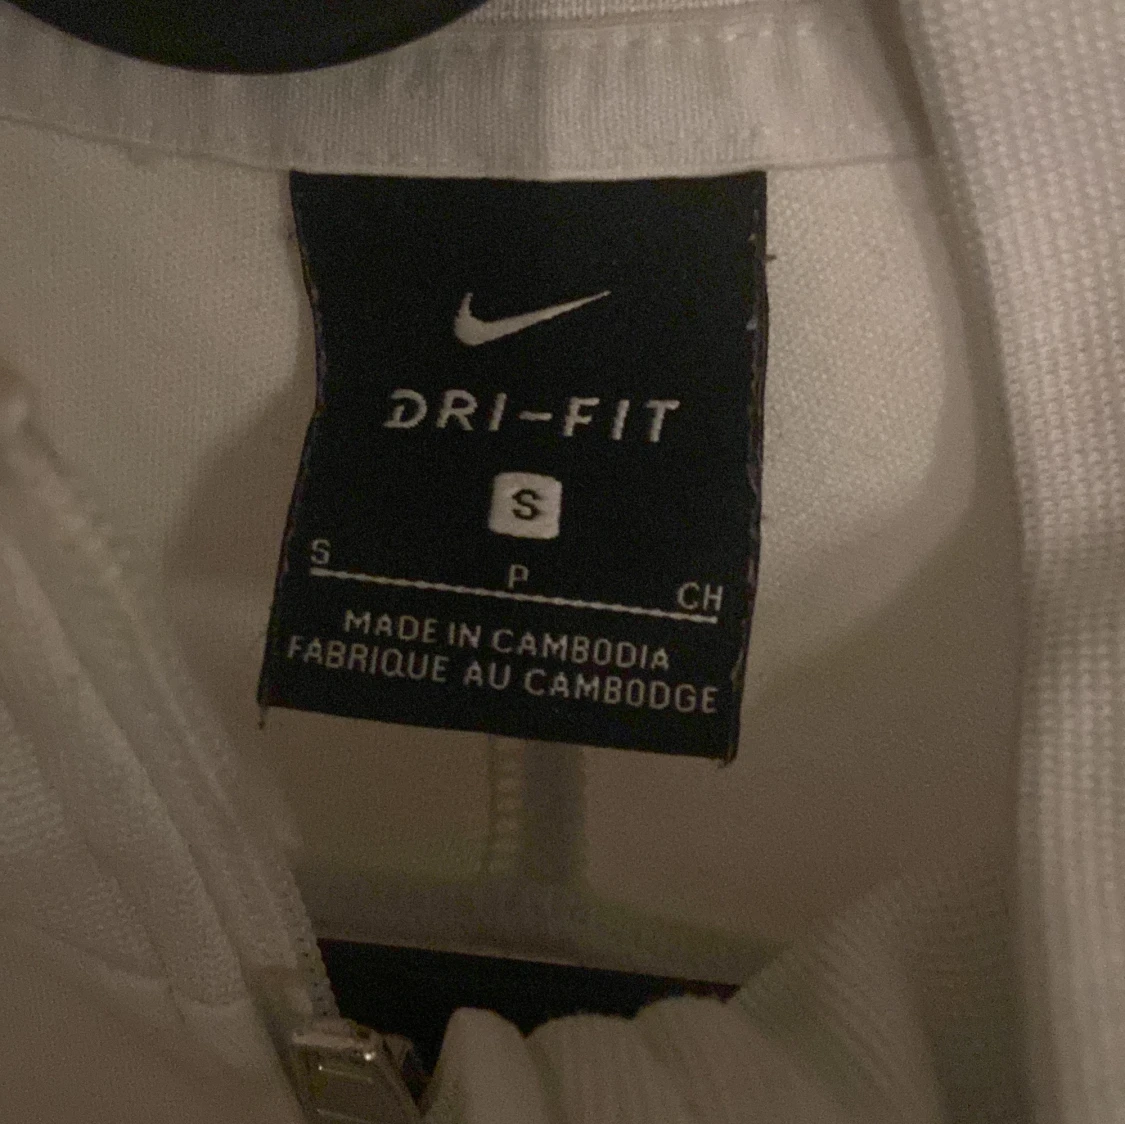 DRI-FIT
S
S P CH
MADE IN CAMBODIA
FABRIQUE AU CAMBODGE